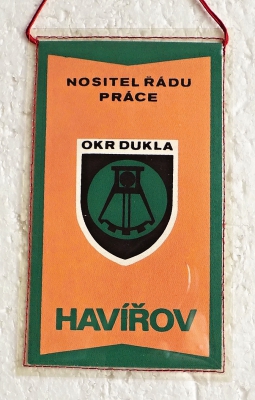 NOSITEL ŘÁDU
PRÁCE
OKR DUKLA
HAVÍŘOV